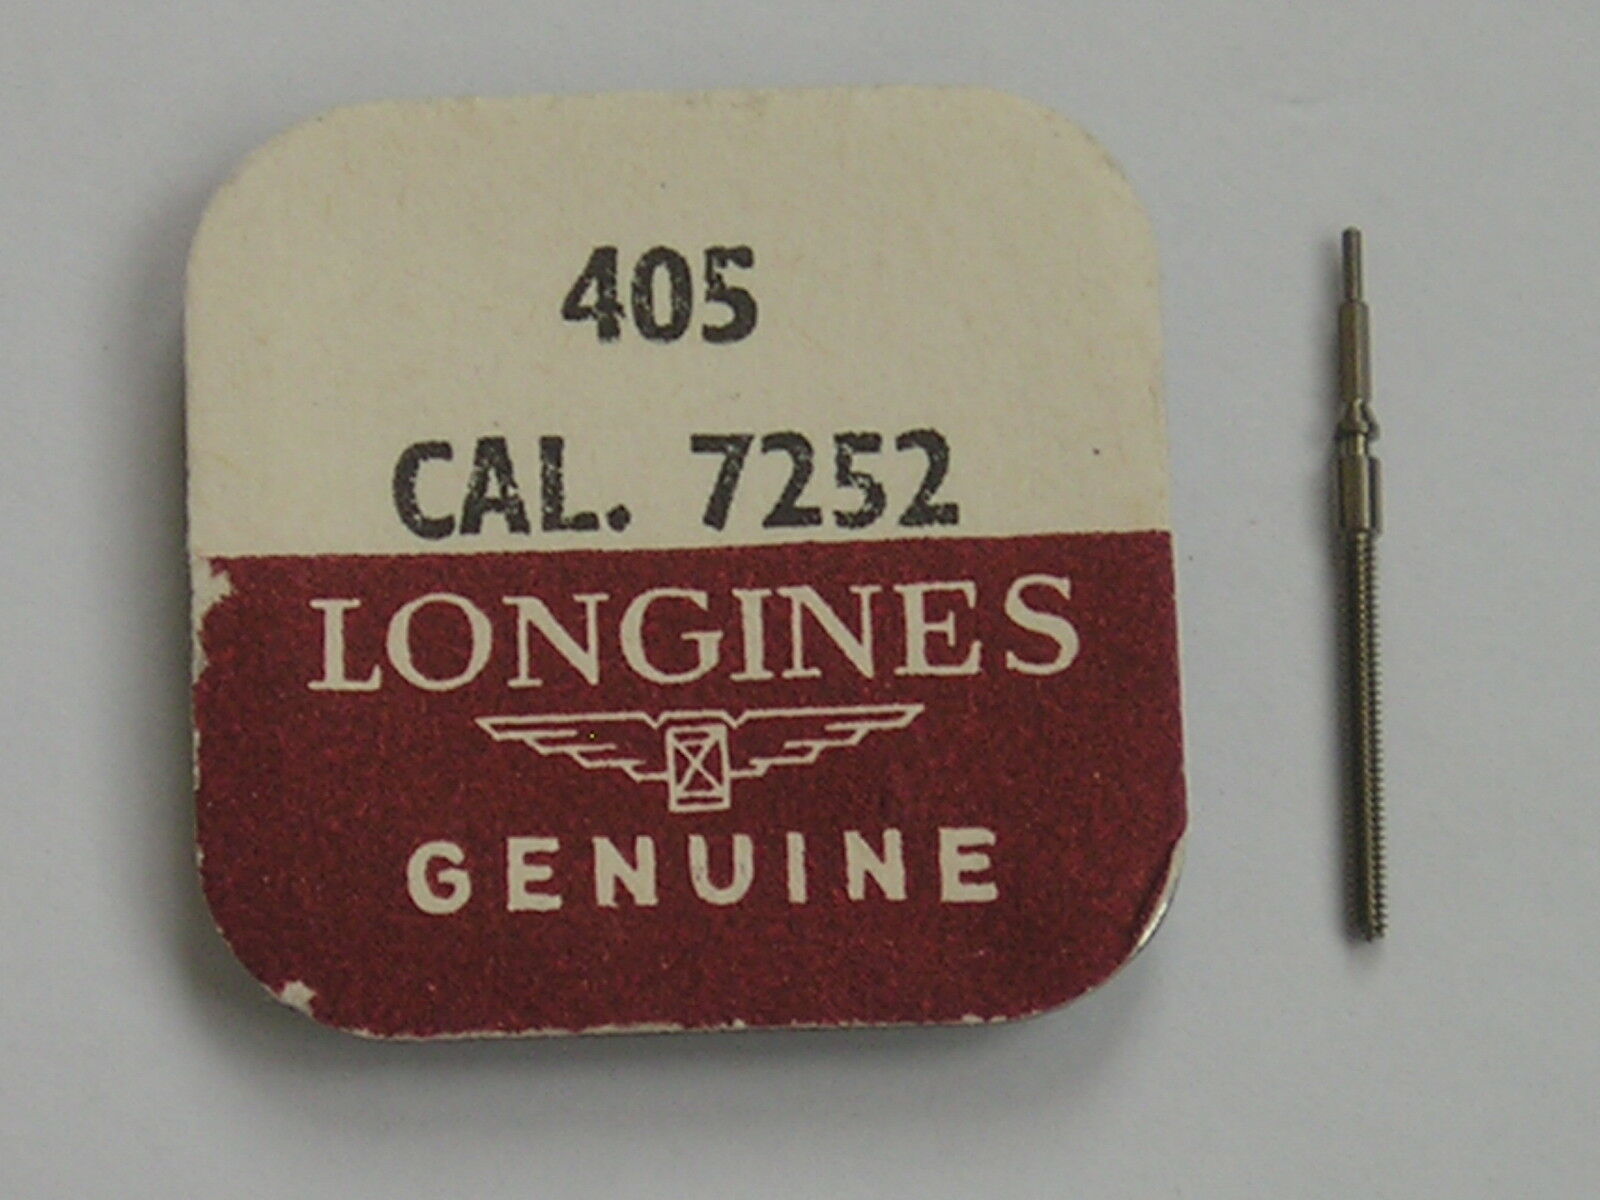 405
CAL. 7252
LONGINES
GENUINE